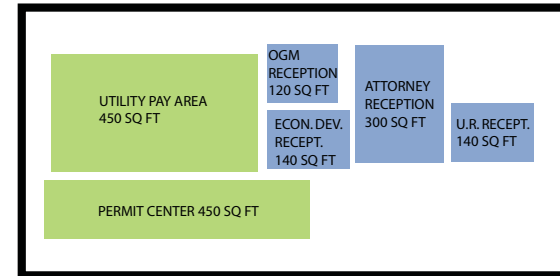 UTILITY PAY AREA
450 SQ FT
OGM
RECEPTION
120 SQ FT
ECON. DEV.
RECEPT.
140 SQ FT
ATTORNEY
RECEPTION
300 SQ FT
U.R. RECEPT.
140 SQ FT
PERMIT CENTER 450 SQ FT